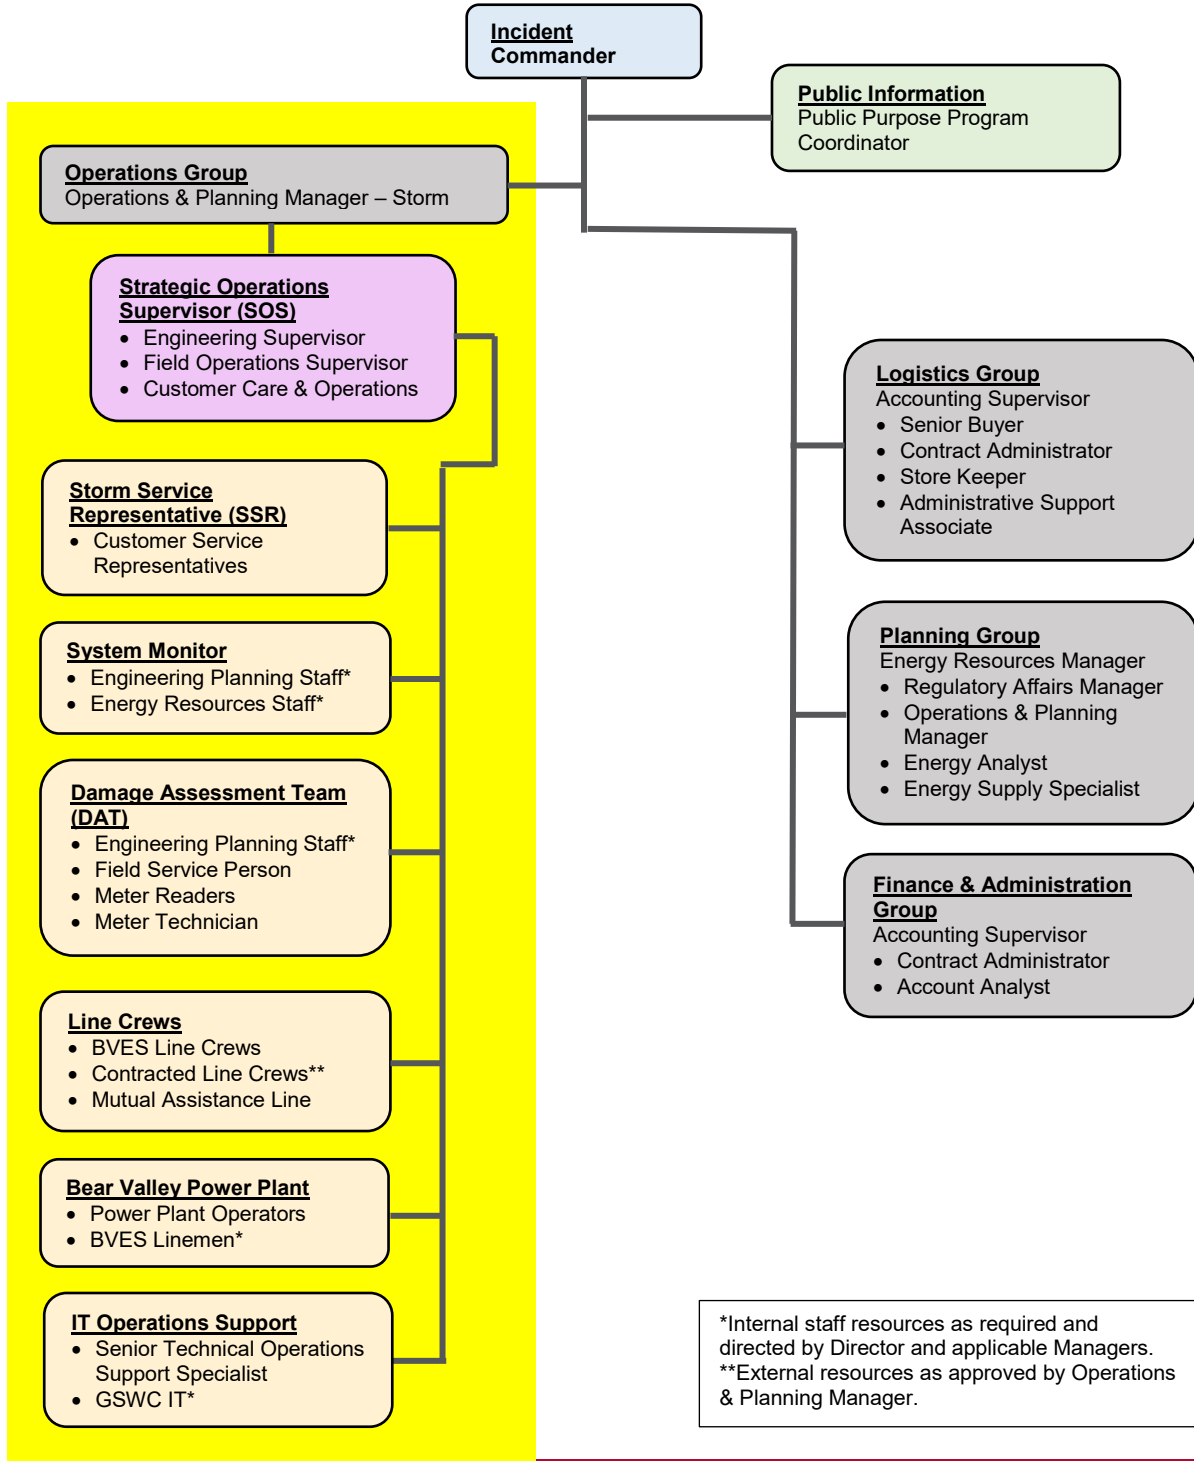 Incident
Commander
Public Information
Public Purpose Program
Coordinator
Operations Group
Operations & Planning Manager – Storm
Strategic Operations
Supervisor (SOS)
• Engineering Supervisor
• Field Operations Supervisor
• Customer Care & Operations
Storm Service
Representative (SSR)
• Customer Service
Representatives
System Monitor
• Engineering Planning Staff*
• Energy Resources Staff*
Damage Assessment Team
(DAT)
• Engineering Planning Staff*
• Field Service Person
• Meter Readers
• Meter Technician
Line Crews
• BVES Line Crews
• Contracted Line Crews**
• Mutual Assistance Line
Bear Valley Power Plant
• Power Plant Operators
• BVES Linemen*
IT Operations Support
• Senior Technical Operations
Support Specialist
• GSWC IT*
Logistics Group
Accounting Supervisor
• Senior Buyer
• Contract Administrator
• Store Keeper
• Administrative Support
Associate
Planning Group
Energy Resources Manager
• Regulatory Affairs Manager
• Operations & Planning
Manager
• Energy Analyst
• Energy Supply Specialist
Finance & Administration
Group
Accounting Supervisor
• Contract Administrator
• Account Analyst
*Internal staff resources as required and
directed by Director and applicable Managers.
**External resources as approved by Operations
& Planning Manager.